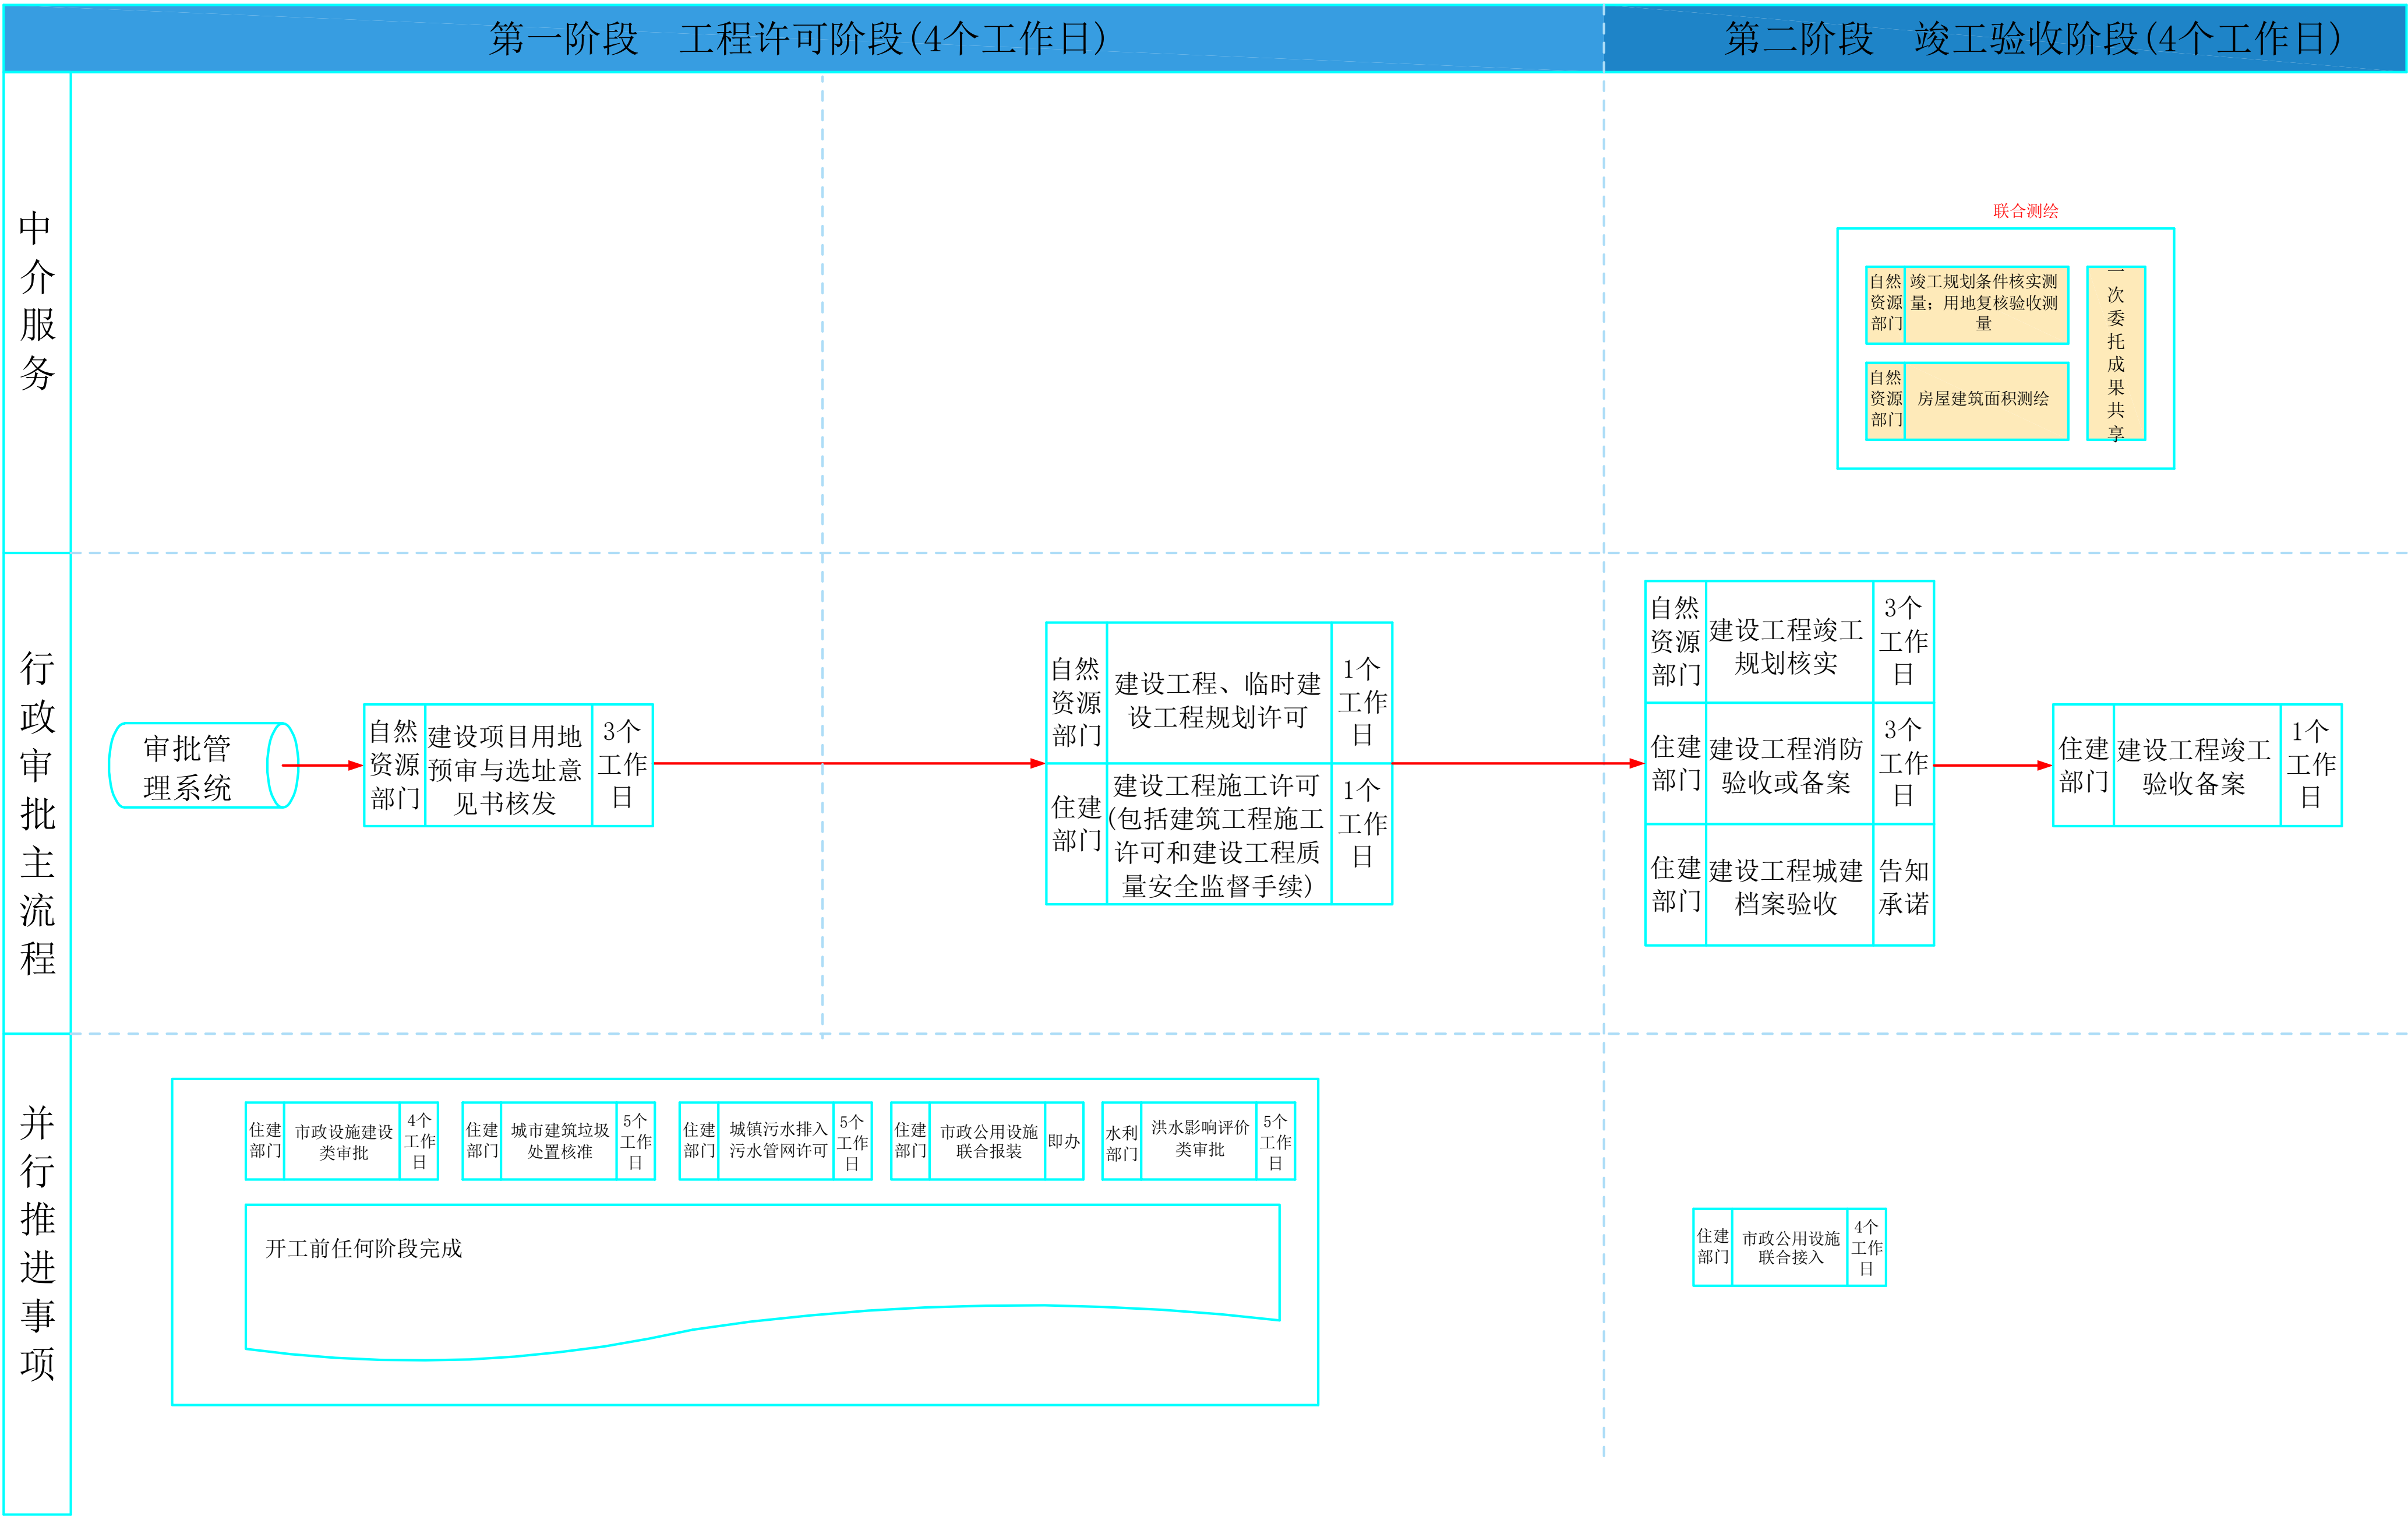 第一阶段　工程许可阶段(4个工作日)
第二阶段　竣工验收阶段(4个工作日)
中介服务
联合测绘
自然
资源
部门
竣工规划条件核实测
量；用地复核验收测
量
自然
资源
部门
房屋建筑面积测绘
一次委托成果共享
行政审批主流程
审批管
理系统
自然
资源
部门
建设项目用地
预审与选址意
见书核发
3个
工作
日
自然
资源
部门
建设工程、临时建
设工程规划许可
1个
工作
日
住建
部门
建设工程施工许可
(包括建筑工程施工
许可和建设工程质
量安全监督手续)
1个
工作
日
自然
资源
部门
建设工程竣工
规划核实
3个
工作
日
住建
部门
建设工程消防
验收或备案
3个
工作
日
住建
部门
建设工程城建
档案验收
告知
承诺
住建
部门
建设工程竣工
验收备案
1个
工作
日
并行推进事项
住建
部门
市政设施建设
类审批
4个
工作
日
住建
部门
城市建筑垃圾
处置核准
5个
工作
日
住建
部门
城镇污水排入
污水管网许可
5个
工作
日
住建
部门
市政公用设施
联合报装
即办
水利
部门
洪水影响评价
类审批
5个
工作
日
开工前任何阶段完成
住建
部门
市政公用设施
联合接入
4个
工作
日